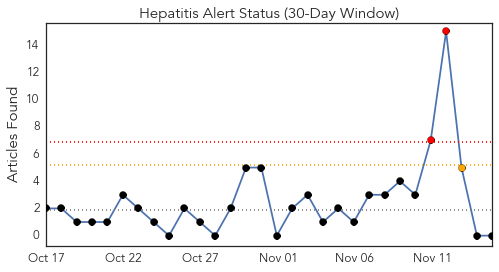 Hepatitis Alert Status (30-Day Window)
Articles Found
14
12
10
8
6
4
2
0
Oct 17 Oct 22 Oct 27 Nov 01 Nov 06 Nov 11